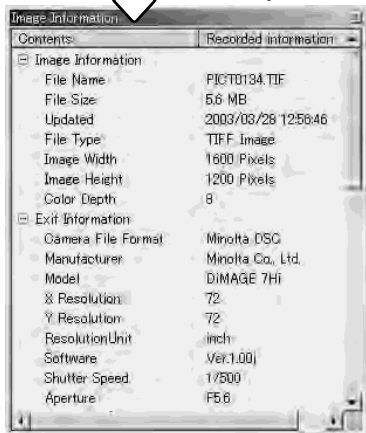 Image Information
Contents Recorded information
Image Information
File Name PICT0134.TIF
File Size 5.6 MB
Updated 2003/03/28 12:56:46
File Type TIFF Image
Image Width 1600 Pixels
Image Height 1200 Pixels
Color Depth 8
Exif Information
Camera File Format Minolta DSC
Manufacturer Minolta Co., Ltd.
Model DiMAGE 7Hi
X Resolution 72
Y Resolution 72
ResolutionUnit inch
Software Ver.1.00j
Shutter Speed 1/500
Aperture F5.6